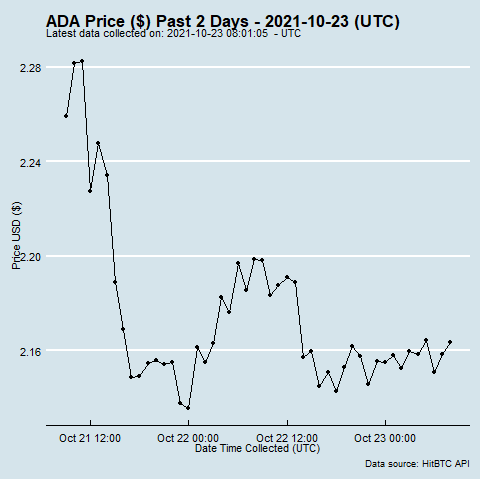 ADA Price ($) Past 2 Days - 2021-10-23 (UTC)
Latest data collected on: 2021-10-23 08:01:05 - UTC
2.28
2.24
2.20
2.16
Price USD ($)
Oct 21 12:00
Oct 22 00:00
Oct 22 12:00
Oct 23 00:00
Date Time Collected (UTC)
Data source: HitBTC API